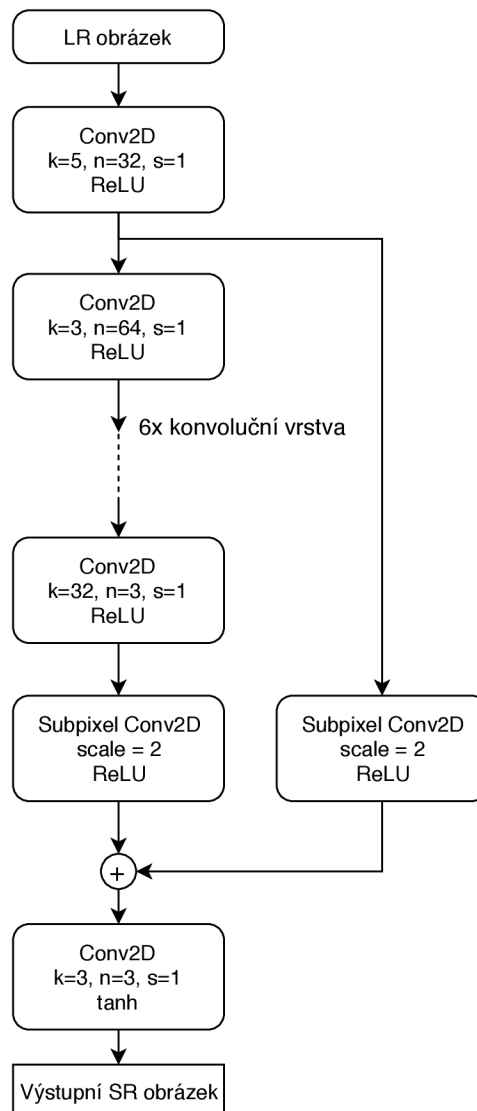 LR obrázek
Conv2D
k=5, n=32, s=1
ReLU
Conv2D
k=3, n=64, s=1
ReLU
6x konvoluční vrstva
Conv2D
k=32, n=3, s=1
ReLU
Subpixel Conv2D
scale = 2
ReLU
Subpixel Conv2D
scale = 2
ReLU
+
Conv2D
k=3, n=3, s=1
tanh
Výstupní SR obrázek